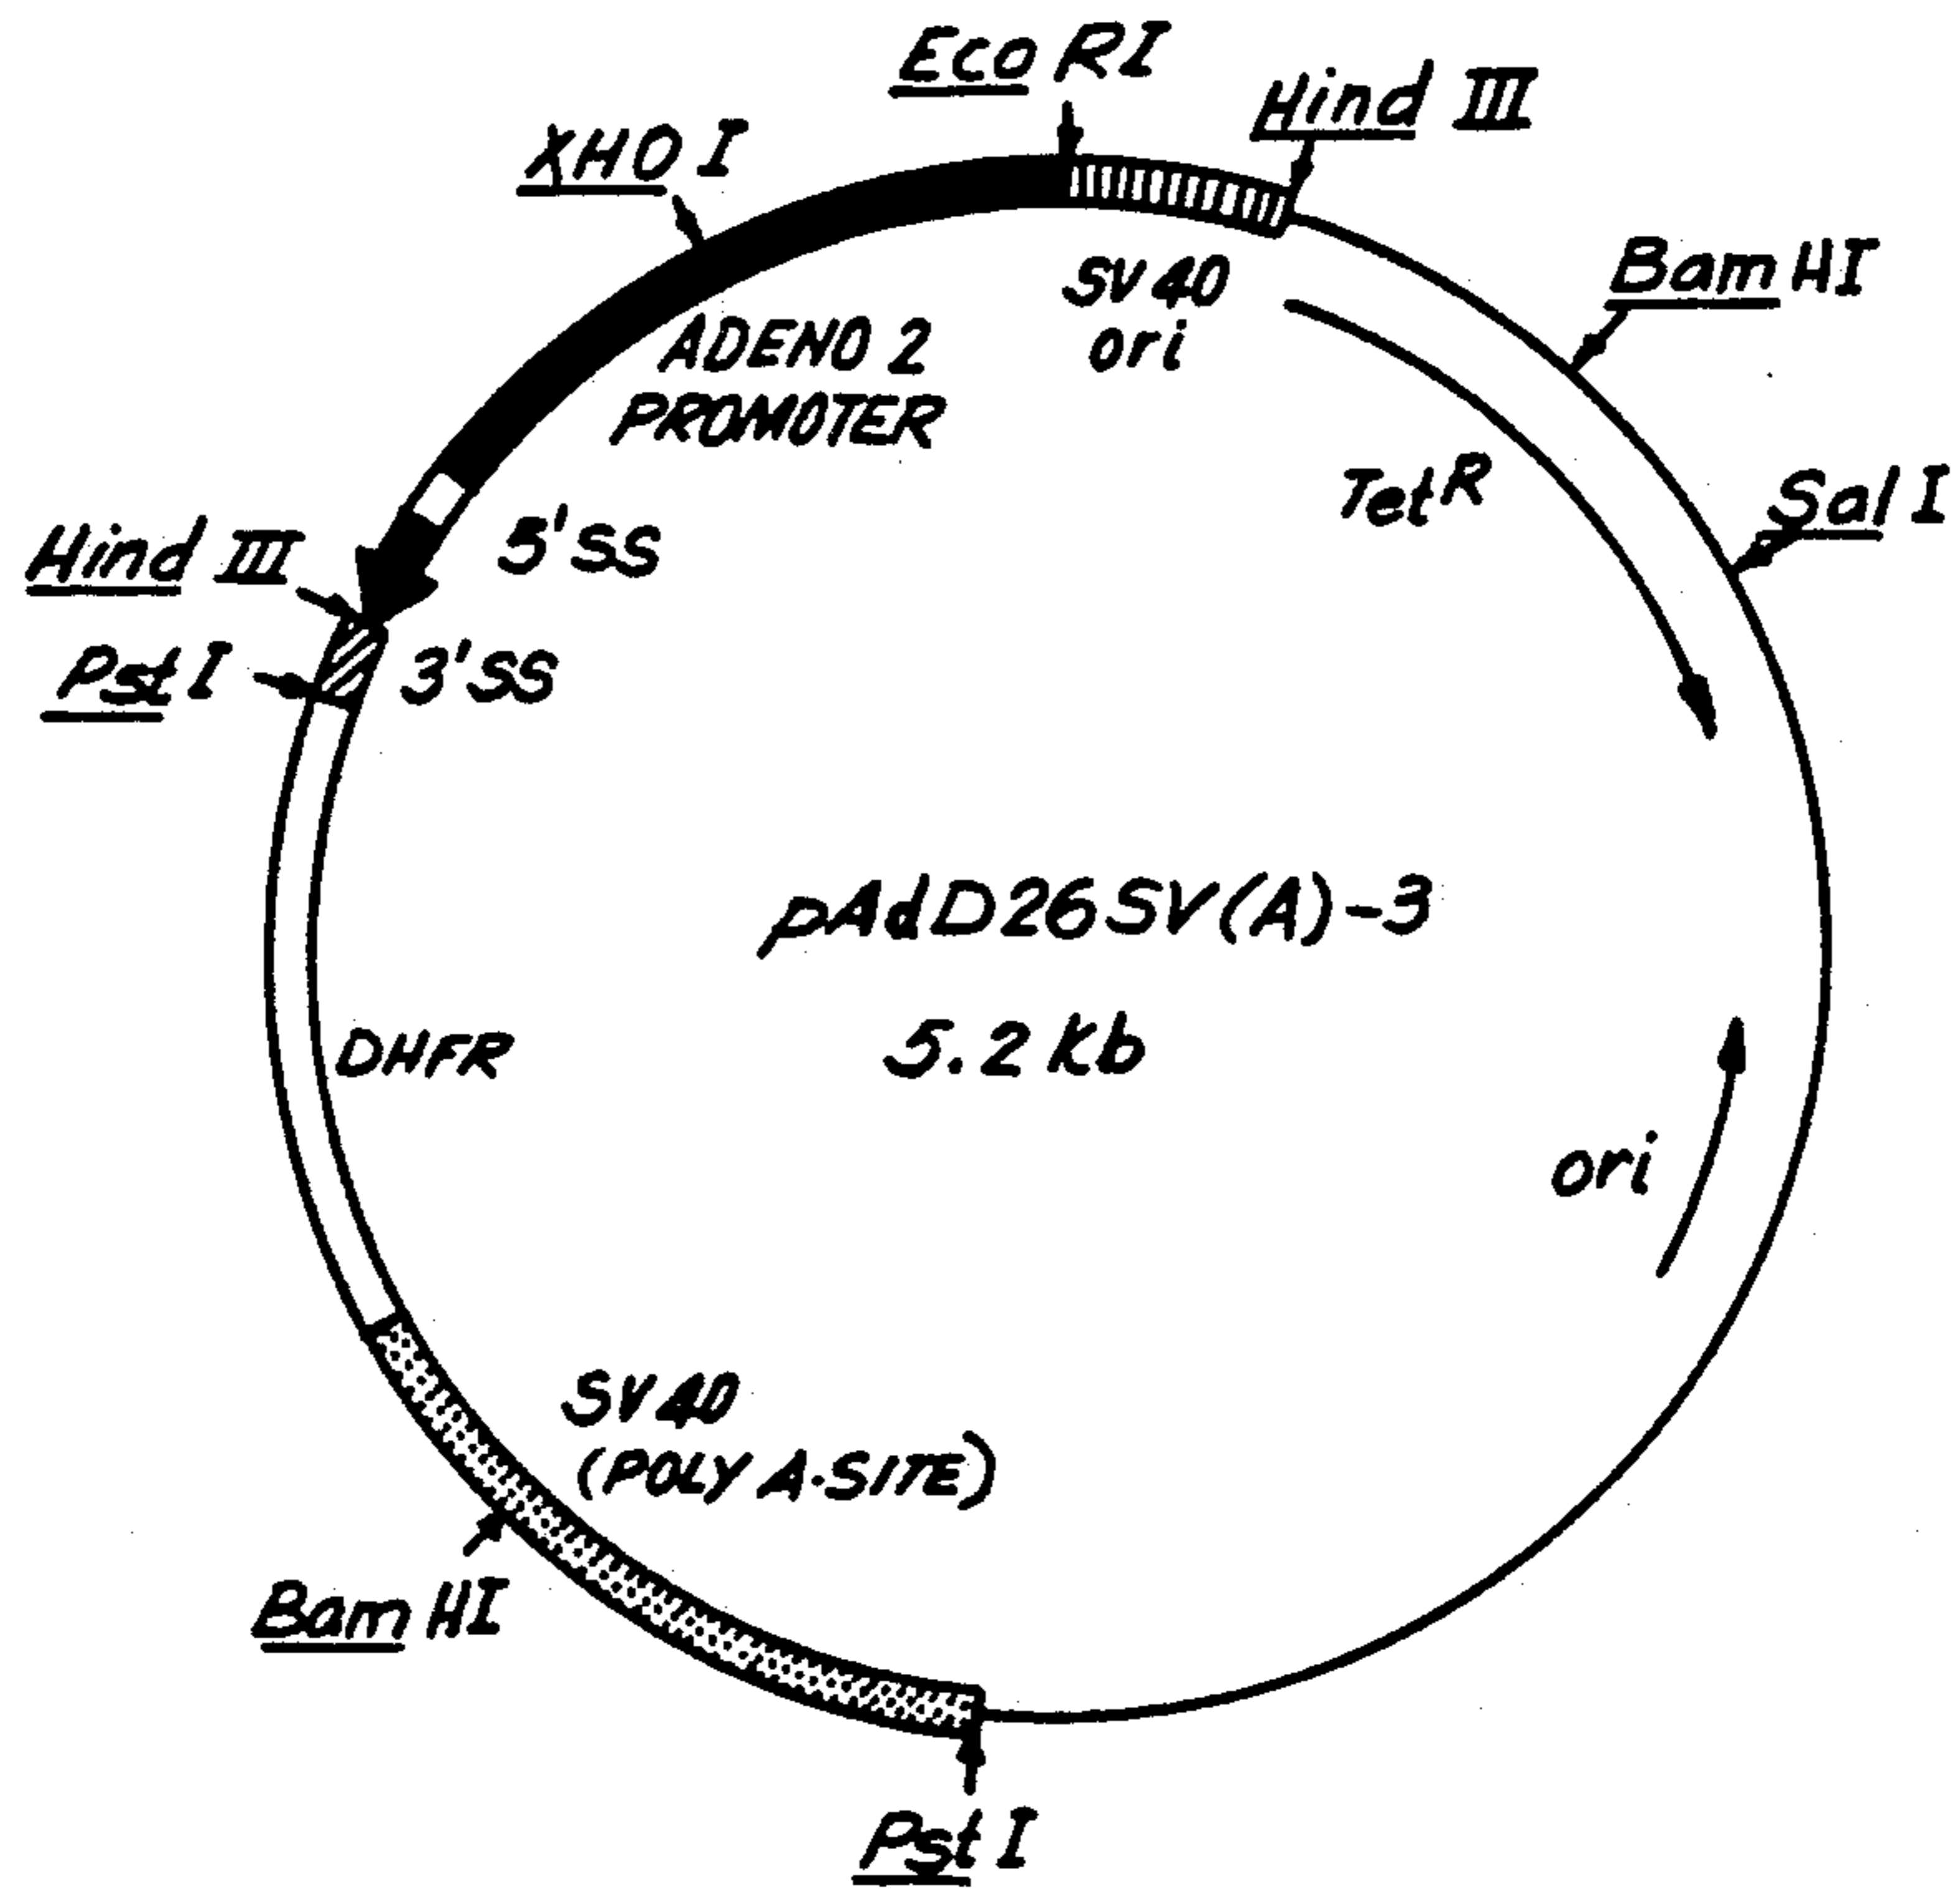 Eco RI
Hind III
XHO I
Bam HI
SV 40
ori
ADENO 2
PROMOTER
Tet R
Sal I
5'SS
Hind III
Pst I
3'SS
pAdD26SV(A)-3
5.2 Kb
DHFR
ori
SV 40
(POLY A·SITE)
Bam HI
Pst I